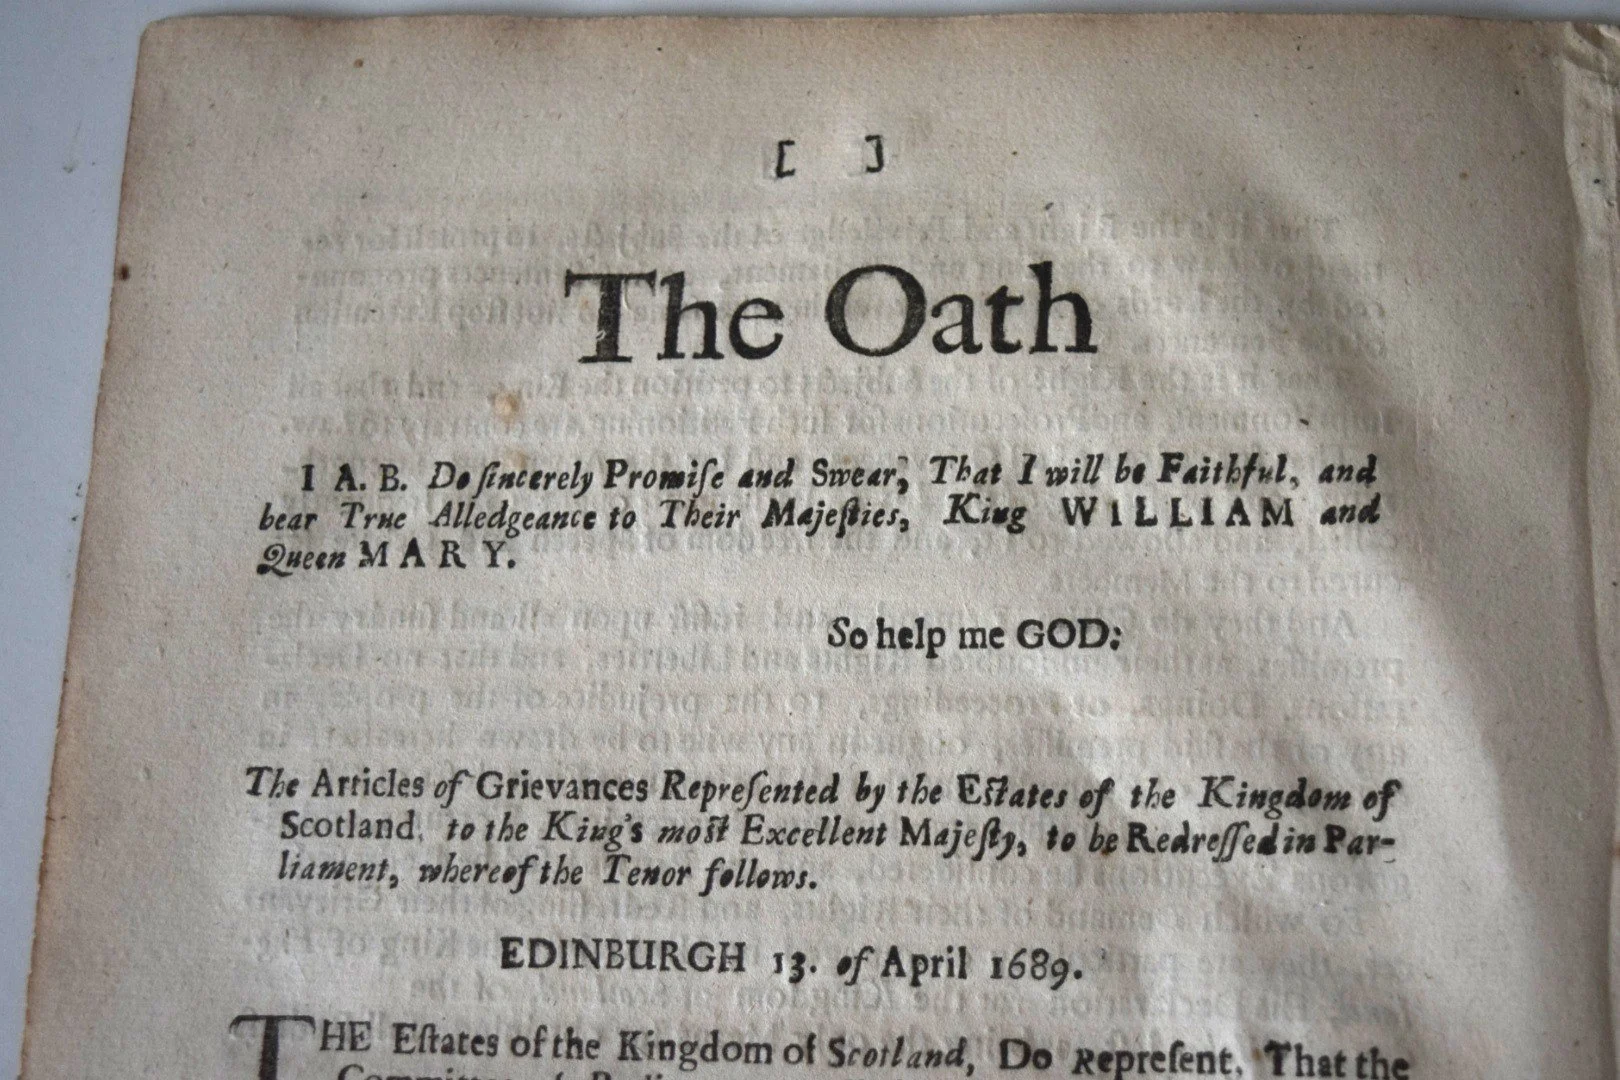 [ ]
The Oath
I A. B. Do ſincerely Promiſe and Swear, That I will be Faithful, and
bear True Alledgeance to Their Majeſties, King WILLIAM and
Queen MARY.
So help me GOD:
The Articles of Grievances Repreſented by the Eſtates of the Kingdom of
Scotland, to the King's moſt Excellent Majeſty, to be Redreſſed in Par-
liament, whereof the Tenor follows.
EDINBURGH 13. of April 1689.
THE Eſtates of the Kingdom of Scotland, Do Repreſent, That the